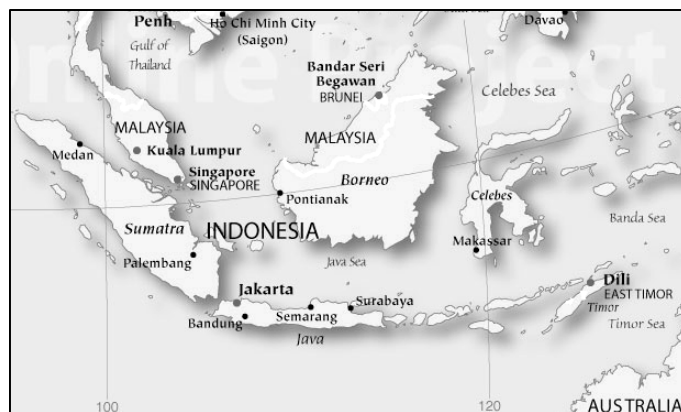 Penh
Ho Chi Minh City
(Saigon)
Davao
Gulf of
Thailand
Bandar Seri
Begawan
BRUNEI
Celebes Sea
Online Project
MALAYSIA
MALAYSIA
Kuala Lumpur
Medan
Singapore
SINGAPORE
Borneo
Pontianak
Celebes
Sumatra
INDONESIA
Banda Sea
Makassar
Palembang
Java Sea
Dili
EAST TIMOR
Timor
Jakarta
Surabaya
Bandung
Semarang
Timor Sea
Java
100
120
AUSTRALIA